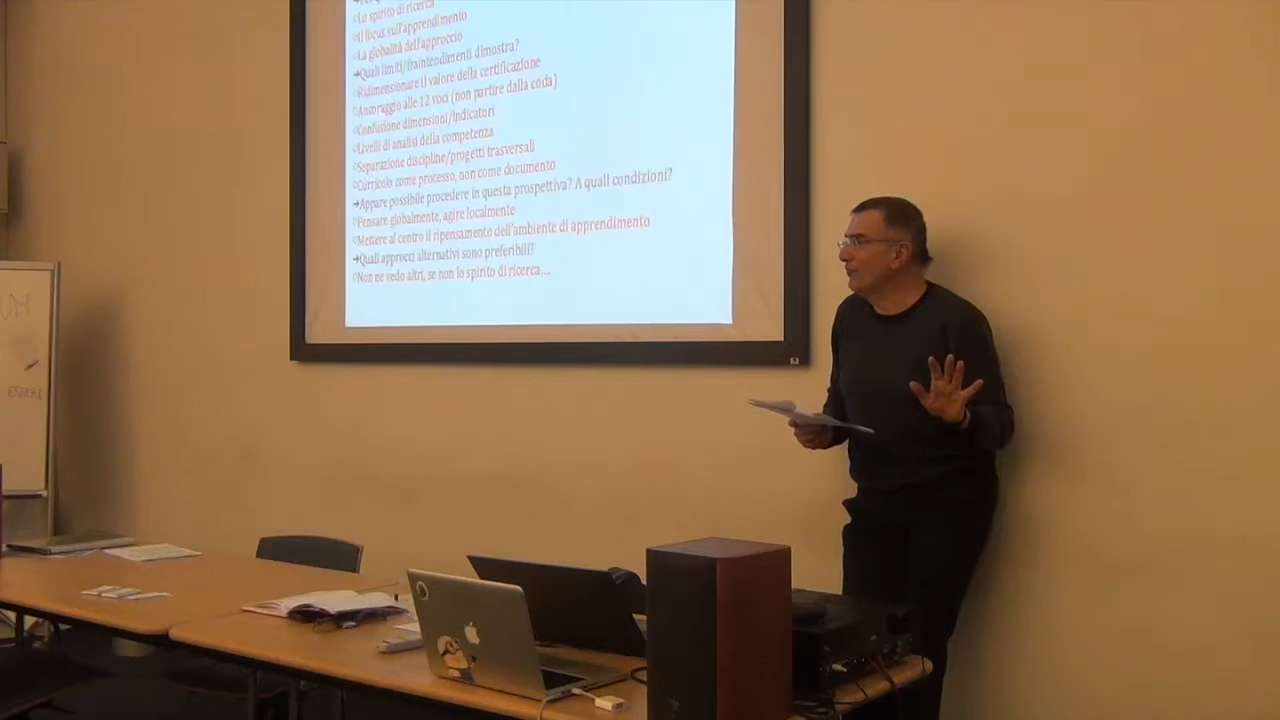 Lo spirito di ricerca
Il focus sull'apprendimento
La globalità dell'approccio
→Quali limiti/fraintendimenti dimostra?
Ridimensionare il valore della certificazione
Ancoraggio alle 12 voci (non partire dalla coda)
Confusione dimensioni/indicatori
Livelli di analisi della competenza
Separazione discipline/progetti trasversali
Curricolo come processo, non come documento
→Appare possibile procedere in questa prospettiva? A quali condizioni?
Pensare globalmente, agire localmente
Mettere al centro il ripensamento dell'ambiente di apprendimento
→Quali approcci alternativi sono preferibili?
Non ne vedo altri, se non lo spirito di ricerca...
ESSERE